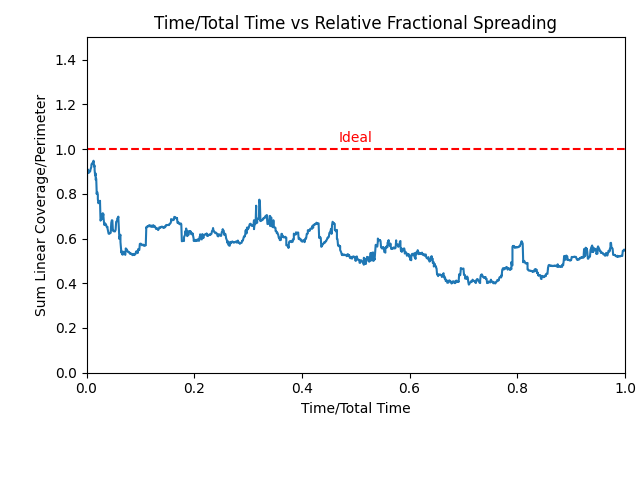 Time/Total Time vs Relative Fractional Spreading
1.4
1.2
1.0
0.8
0.6
0.4
0.2
0.0
Sum Linear Coverage/Perimeter
Ideal
0.0 0.2 0.4 0.6 0.8 1.0
Time/Total Time